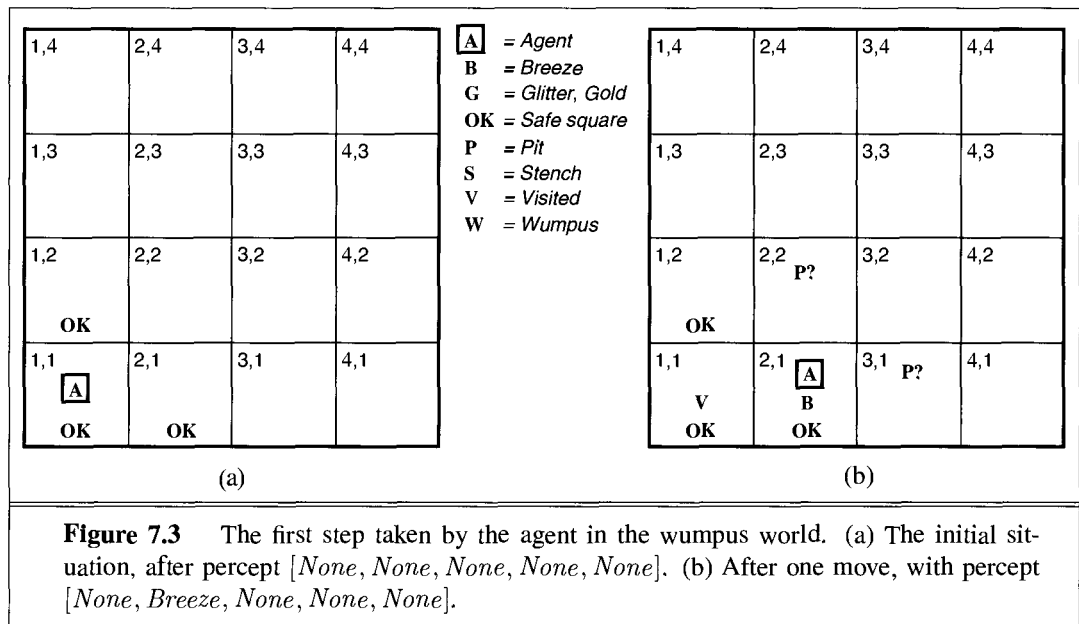 1,4 2,4 3,4 4,4
1,3 2,3 3,3 4,3
1,2 2,2 3,2 4,2
OK
1,1 2,1 3,1 4,1
A
OK OK
(a)
A = Agent
B = Breeze
G = Glitter, Gold
OK = Safe square
P = Pit
S = Stench
V = Visited
W = Wumpus
1,4 2,4 3,4 4,4
1,3 2,3 3,3 4,3
1,2 2,2 3,2 4,2
P?
OK
1,1 2,1 3,1 4,1
A P?
V B
OK OK
(b)
Figure 7.3 The first step taken by the agent in the wumpus world. (a) The initial sit-
uation, after percept [None, None, None, None, None]. (b) After one move, with percept
[None, Breeze, None, None, None].